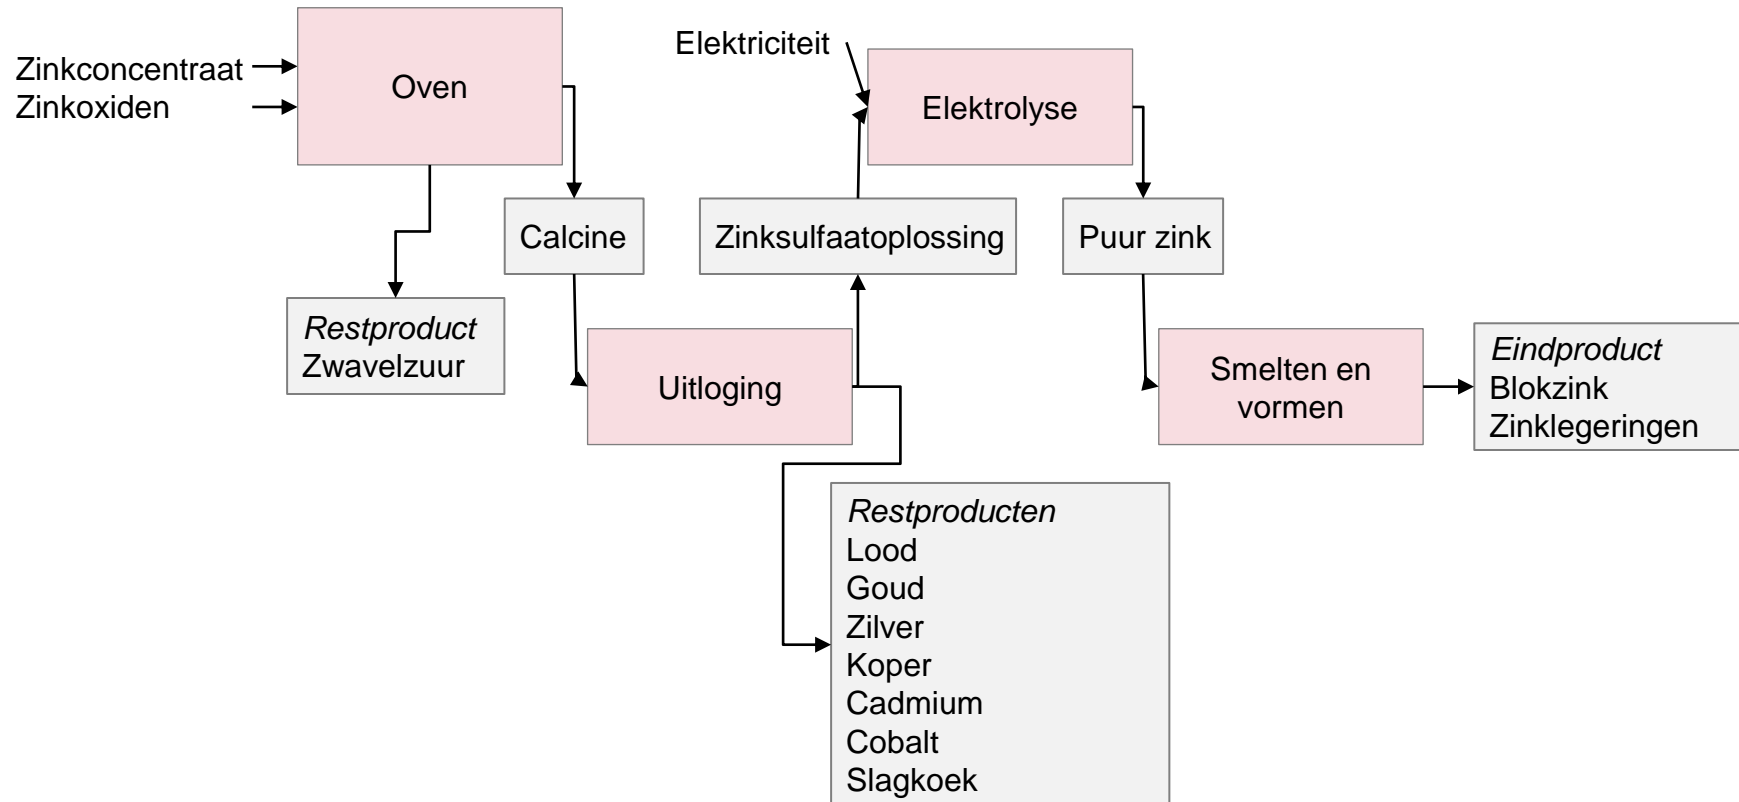 Zinkconcentraat
Zinkoxiden
Oven
Elektriciteit
Elektrolyse
Calcine
Zinksulfaatoplossing
Puur zink
Restproduct
Zwavelzuur
Uitloging
Smelten en
vormen
Eindproduct
Blokzink
Zinklegeringen
Restproducten
Lood
Goud
Zilver
Koper
Cadmium
Cobalt
Slagkoek